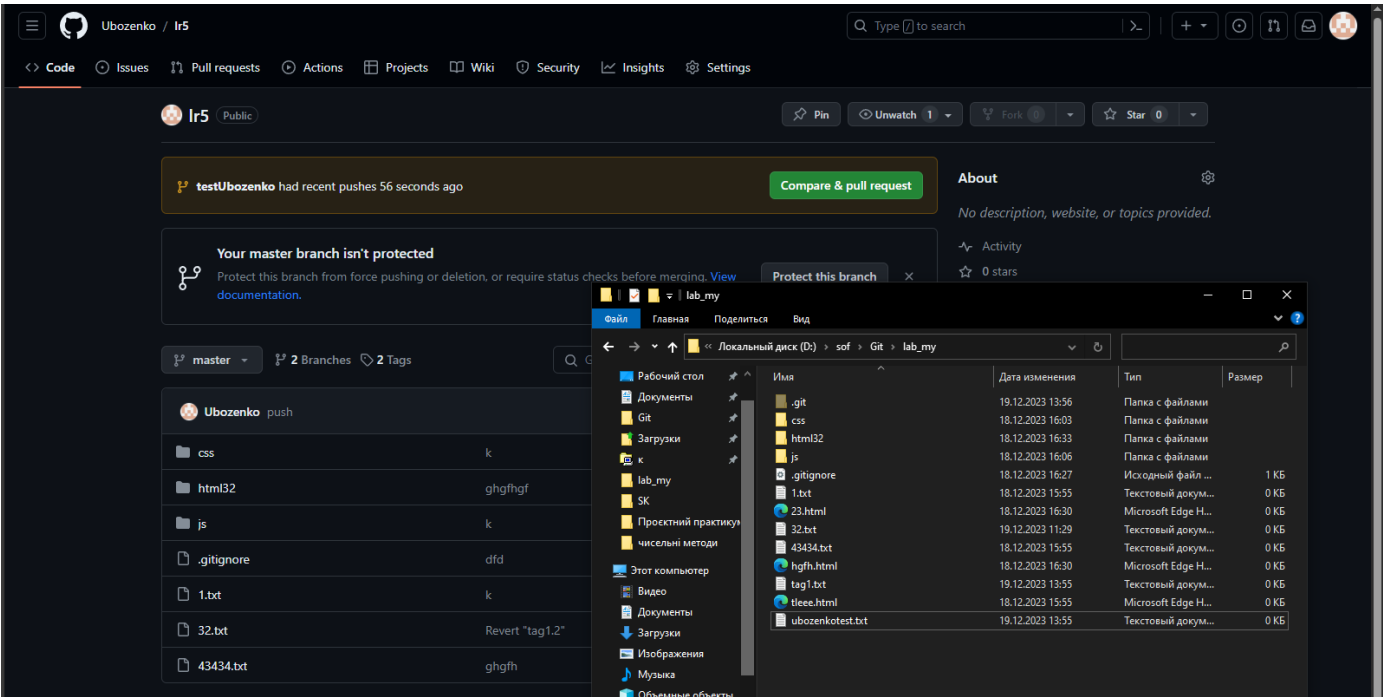 Ubozenko / lr5
Type / to search
Code Issues Pull requests Actions Projects Wiki Security Insights Settings
lr5 Public
Pin Unwatch 1 Fork 0 Star 0
testUbozenko had recent pushes 56 seconds ago
Compare & pull request
About
No description, website, or topics provided.
Activity
0 stars
Your master branch isn't protected
Protect this branch from force pushing or deletion, or require status checks before merging. View
documentation.
Protect this branch
master 2 Branches 2 Tags
Ubozenko push
css k
html32 ghgfhgf
js k
.gitignore dfd
1.txt k
32.txt Revert "tag1.2"
43434.txt ghgfh
lab_my
Файл Главная Поделиться Вид
« Локальный диск (D:) › sof › Git › lab_my
Рабочий стол
Документы
Git
Загрузки
к
lab_my
SK
Проєктний практикум
чисельні методи
Этот компьютер
Видео
Документы
Загрузки
Изображения
Музыка
Объемные объекты
Имя Дата изменения Тип Размер
.git 19.12.2023 13:56 Папка с файлами
css 18.12.2023 16:03 Папка с файлами
html32 18.12.2023 16:33 Папка с файлами
js 18.12.2023 16:06 Папка с файлами
.gitignore 18.12.2023 16:27 Исходный файл ... 1 КБ
1.txt 18.12.2023 15:55 Текстовый докум... 0 КБ
23.html 18.12.2023 16:30 Microsoft Edge H... 0 КБ
32.txt 19.12.2023 11:29 Текстовый докум... 0 КБ
43434.txt 18.12.2023 15:55 Текстовый докум... 0 КБ
hgfh.html 18.12.2023 16:30 Microsoft Edge H... 0 КБ
tag1.txt 19.12.2023 13:55 Текстовый докум... 0 КБ
tleee.html 18.12.2023 15:55 Microsoft Edge H... 0 КБ
ubozenkotest.txt 19.12.2023 13:55 Текстовый докум... 0 КБ